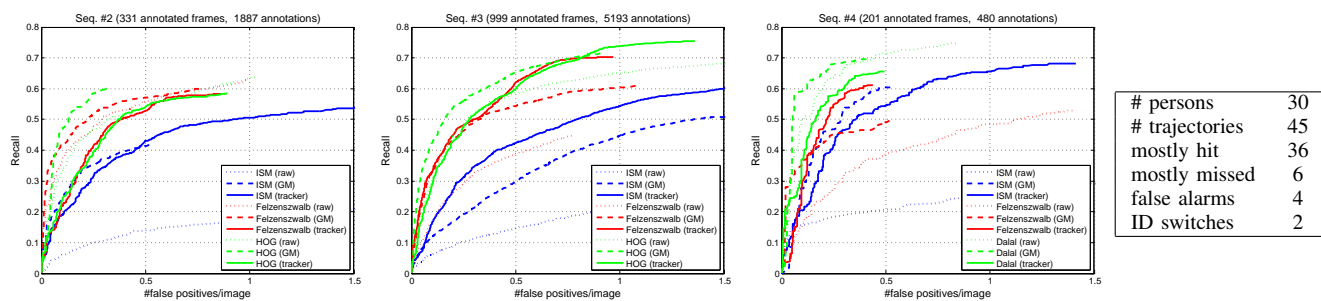 Seq. #2 (331 annotated frames, 1887 annotations)
0.8
0.7
0.6
0.5
0.4
0.3
0.2
0.1
0
Recall
0
0.5
1
1.5
#false positives/image
ISM (raw)
ISM (GM)
ISM (tracker)
Felzenszwalb (raw)
Felzenszwalb (GM)
Felzenszwalb (tracker)
HOG (raw)
HOG (GM)
HOG (tracker)
Seq. #3 (999 annotated frames, 5193 annotations)
0.8
0.7
0.6
0.5
0.4
0.3
0.2
0.1
0
Recall
0
0.5
1
1.5
#false positives/image
ISM (raw)
ISM (GM)
ISM (tracker)
Felzenszwalb (raw)
Felzenszwalb (GM)
Felzenszwalb (tracker)
HOG (raw)
HOG (GM)
HOG (tracker)
Seq. #4 (201 annotated frames, 480 annotations)
0.8
0.7
0.6
0.5
0.4
0.3
0.2
0.1
0
Recall
0
0.5
1
1.5
#false positives/image
ISM (raw)
ISM (GM)
ISM (tracker)
Felzenszwalb (raw)
Felzenszwalb (GM)
Felzenszwalb (tracker)
Dalal (raw)
Dalal (GM)
Dalal (tracker)
# persons 30
# trajectories 45
mostly hit 36
mostly missed 6
false alarms 4
ID switches 2